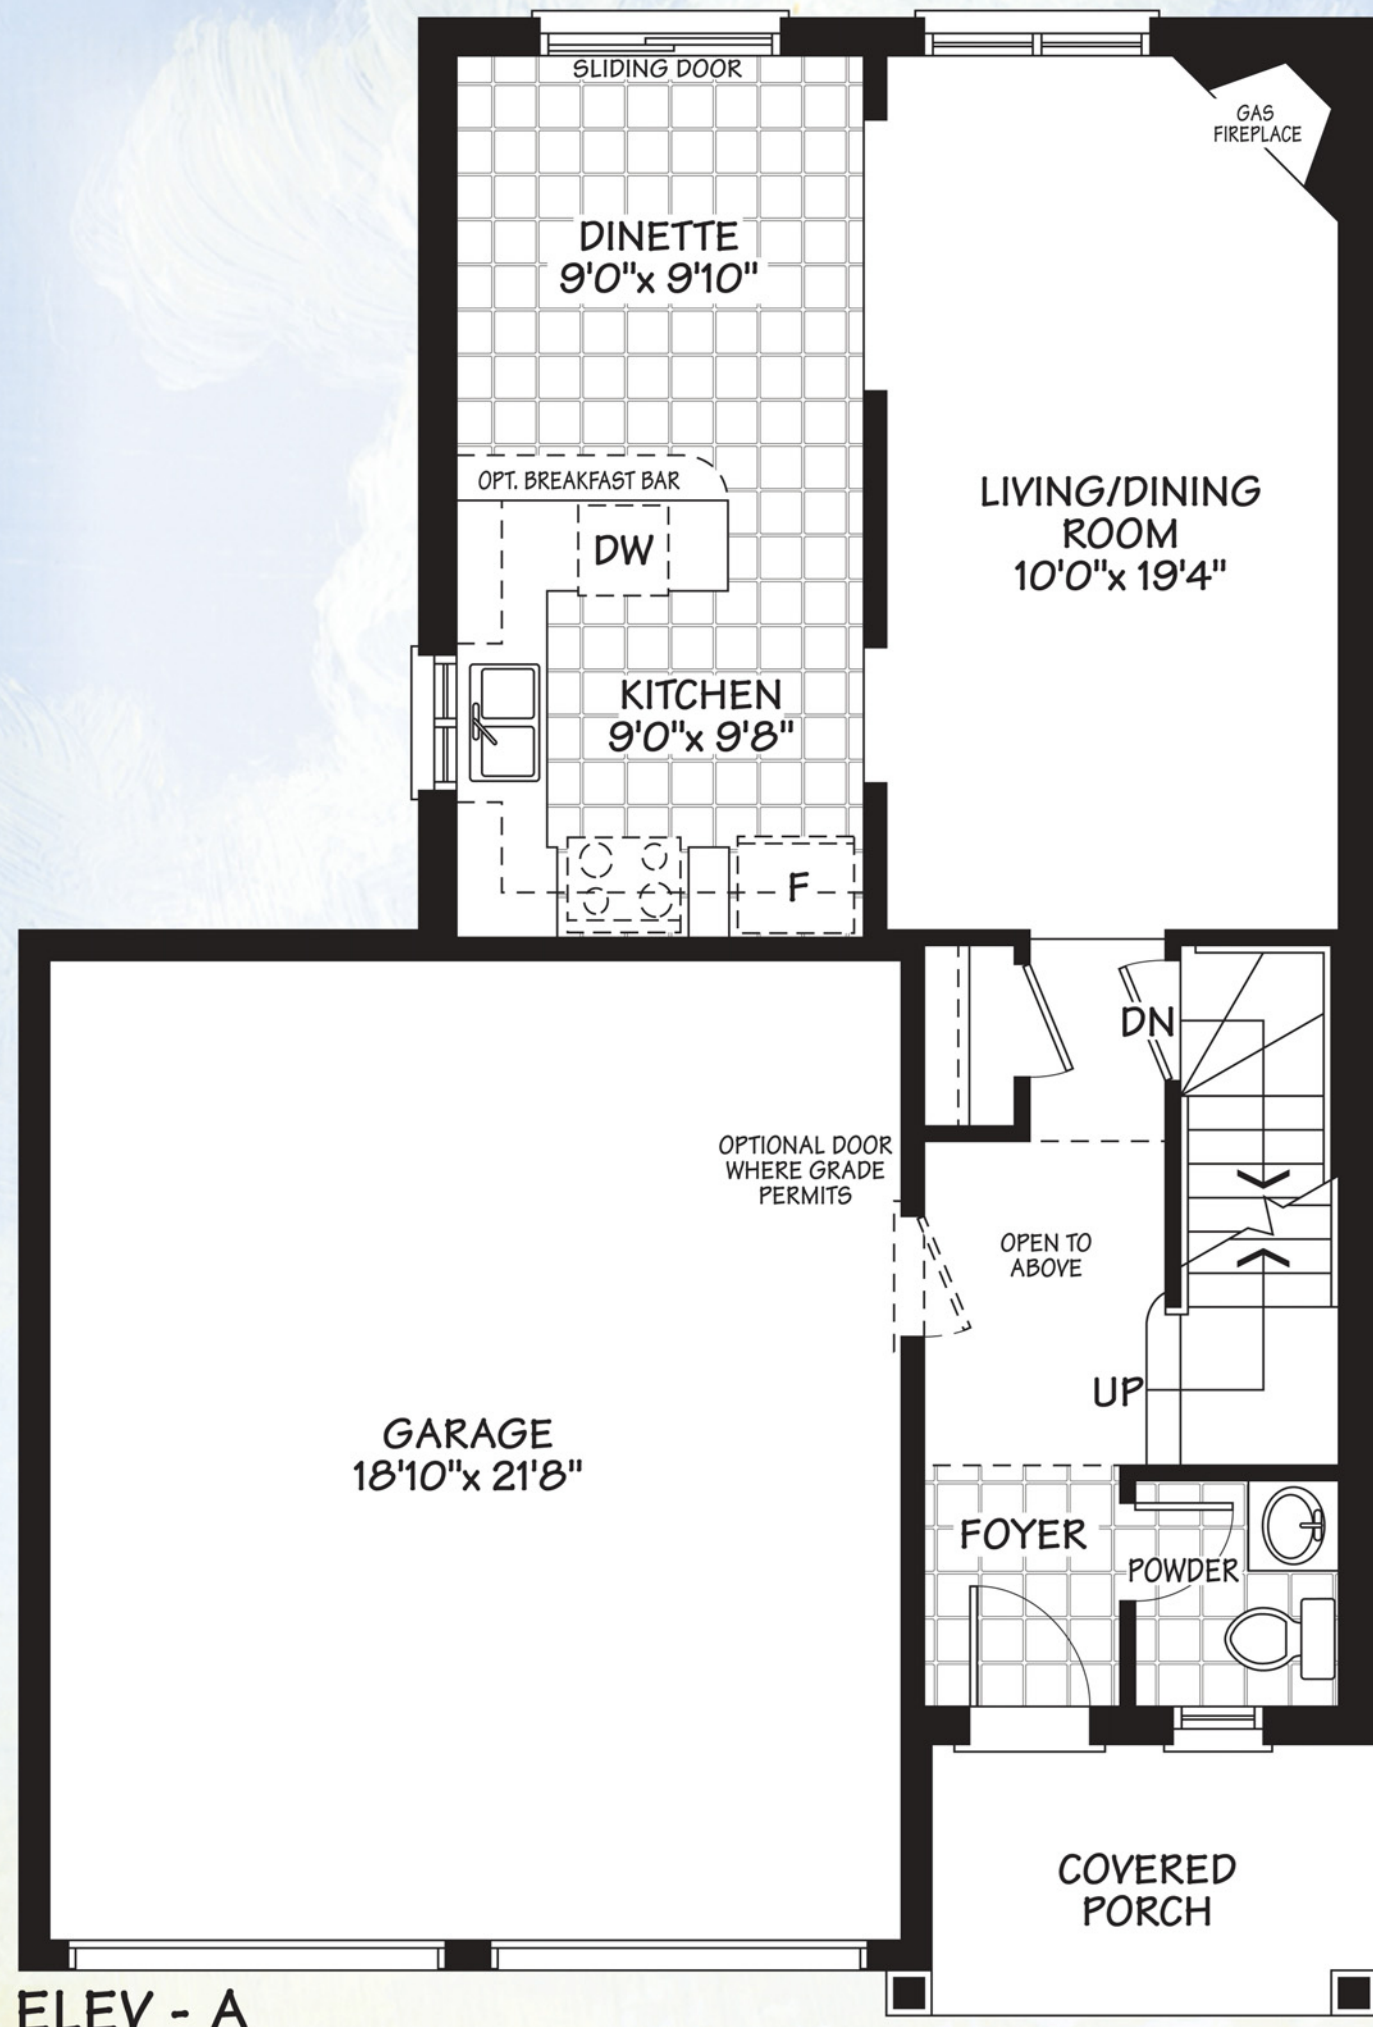 SLIDING DOOR
GAS
FIREPLACE
DINETTE
9'0"x 9'10"
OPT. BREAKFAST BAR
DW
LIVING/DINING
ROOM
10'0"x 19'4"
KITCHEN
9'0"x 9'8"
F
DN
OPTIONAL DOOR
WHERE GRADE
PERMITS
OPEN TO
ABOVE
UP
GARAGE
18'10"x 21'8"
FOYER
POWDER
COVERED
PORCH
ELEV - A